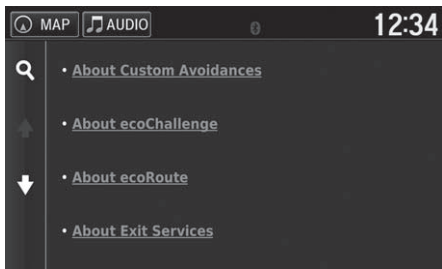 MAP AUDIO 12:34
About Custom Avoidances
About ecoChallenge
About ecoRoute
About Exit Services